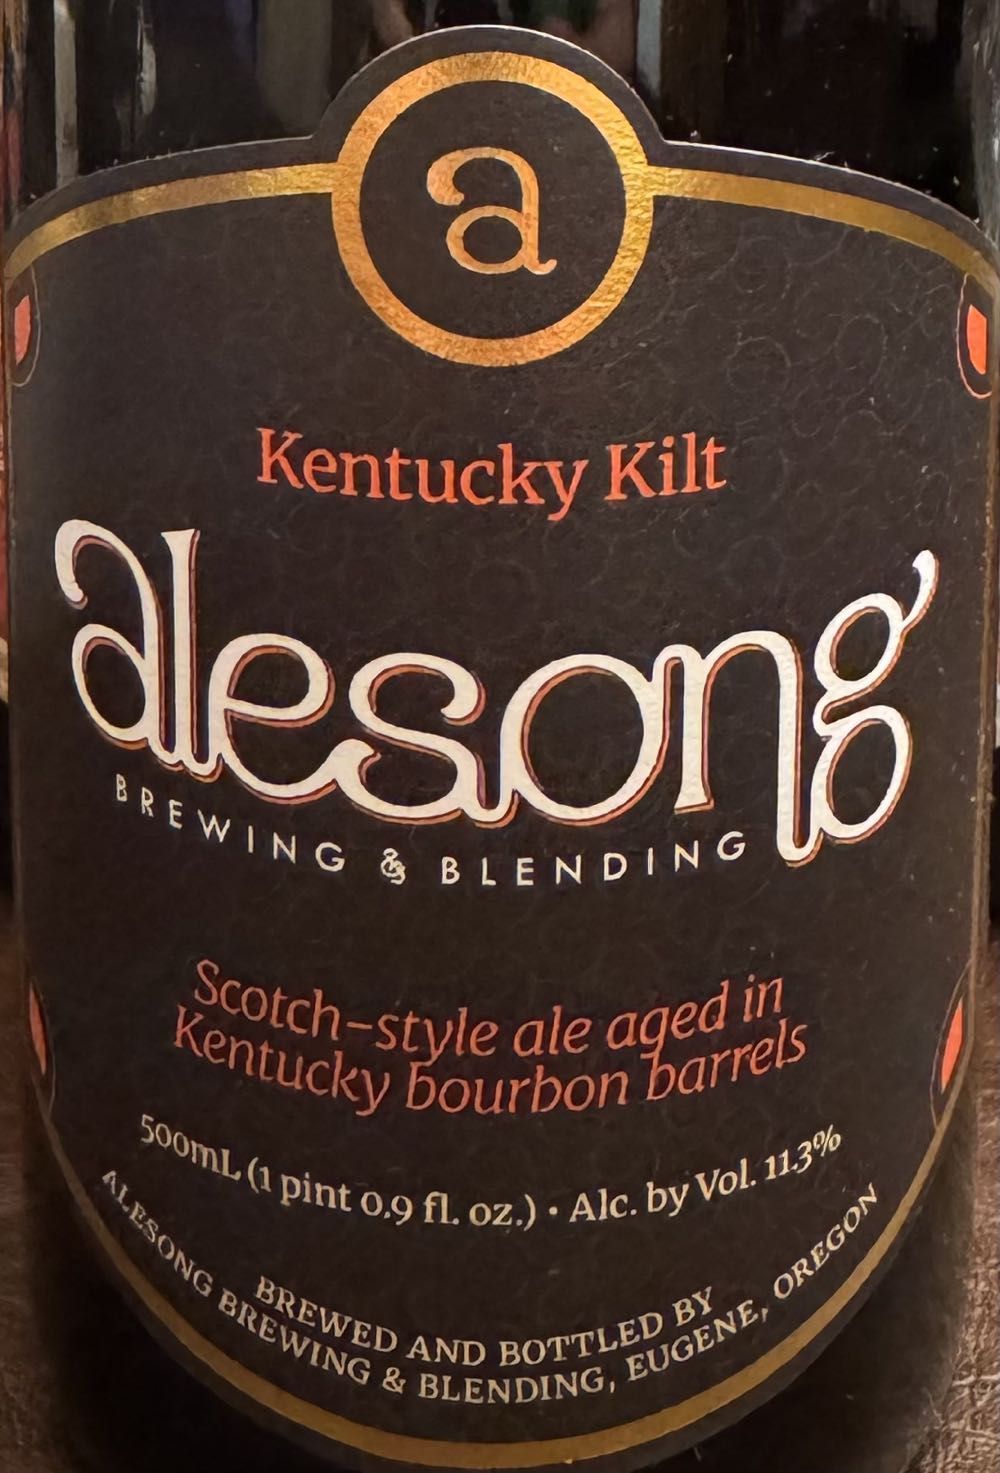 a
Kentucky Kilt
alesong
BREWING & BLENDING
Scotch-style ale aged in
Kentucky bourbon barrels
500mL (1 pint 0.9 fl. oz.) • Alc. by Vol. 11.3%
BREWED AND BOTTLED BY
ALESONG BREWING & BLENDING, EUGENE, OREGON